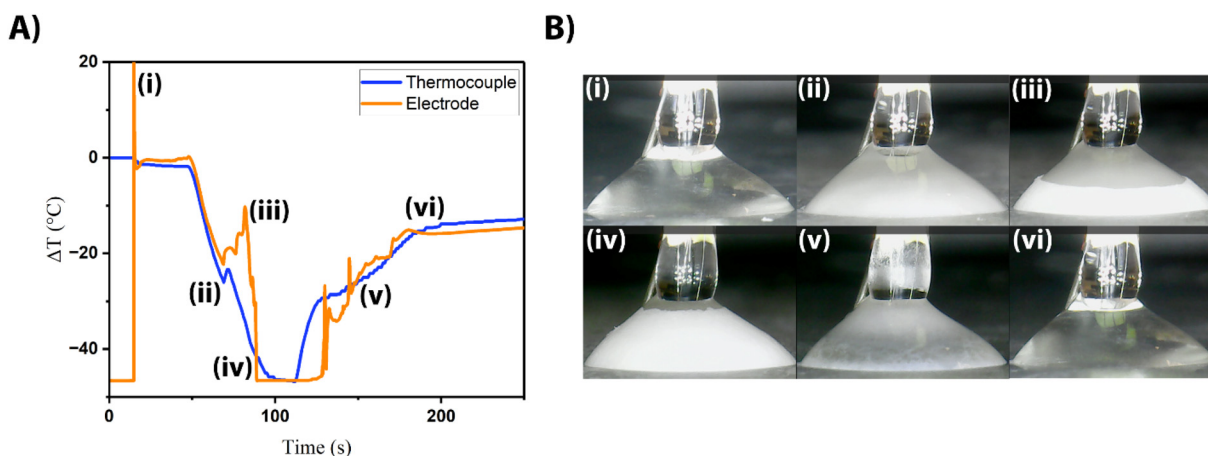 A)
B)
20
0
−20
−40
ΔT (°C)
0
100
200
Time (s)
Thermocouple
Electrode
(i)
(ii)
(iii)
(iv)
(v)
(vi)
(i)
(ii)
(iii)
(iv)
(v)
(vi)